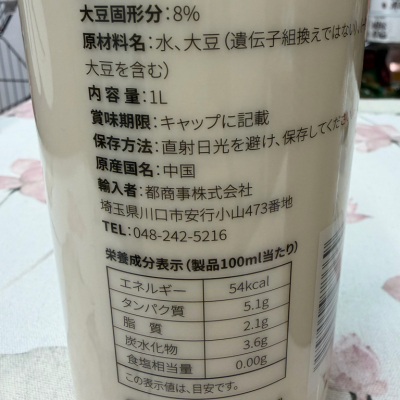 大豆固形分：8%
原材料名：水、大豆（遺伝子組換えではない
大豆を含む）
内容量：1L
賞味期限：キャップに記載
保存方法：直射日光を避け、保存してくださ
原産国名：中国
輸入者：都商事株式会社
埼玉県川口市安行小山473番地
TEL：048-242-5216
栄養成分表示（製品100ml当たり）
エネルギー 54kcal
タンパク質 5.1g
脂質 2.1g
炭水化物 3.6g
食塩相当量 0.00g
この表示値は、目安です。